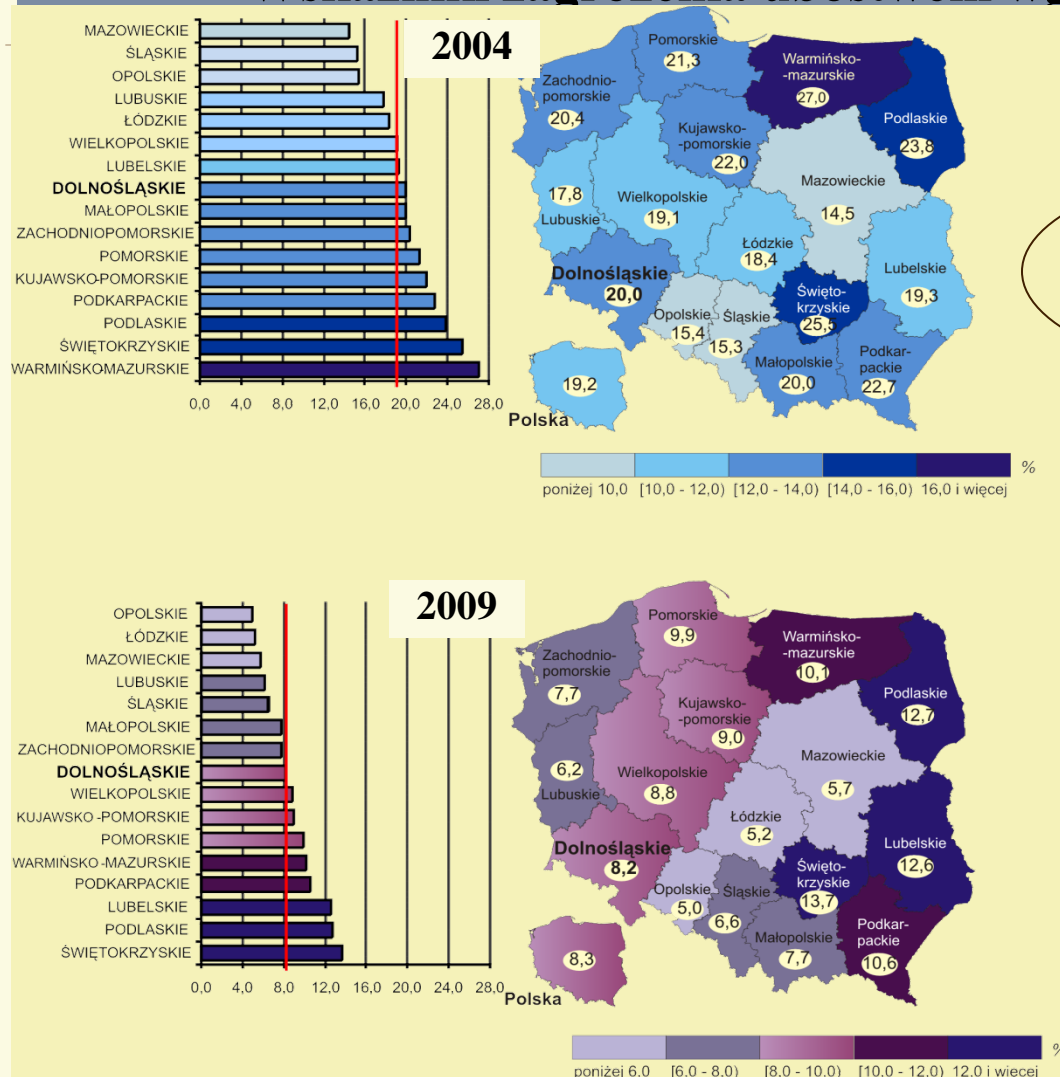 2004
MAZOWIECKIE
ŚLĄSKIE
OPOLSKIE
LUBUSKIE
ŁÓDZKIE
WIELKOPOLSKIE
LUBELSKIE
DOLNOŚLĄSKIE
MAŁOPOLSKIE
ZACHODNIOPOMORSKIE
POMORSKIE
KUJAWSKO-POMORSKIE
PODKARPACKIE
PODLASKIE
ŚWIĘTOKRZYSKIE
WARMIŃSKOMAZURSKIE
0,0 4,0 8,0 12,0 16,0 20,0 24,0 28,0
Pomorskie
21,3
Warmińsko-
-mazurskie
27,0
Zachodnio-
pomorskie
20,4
Podlaskie
23,8
Kujawsko-
-pomorskie
22,0
Mazowieckie
14,5
17,8
Lubuskie
Wielkopolskie
19,1
Łódzkie
18,4
Lubelskie
19,3
Dolnośląskie
20,0
Święto-
krzyskie
25,5
Opolskie
15,4
Śląskie
15,3
Małopolskie
20,0
Podkar-
packie
22,7
19,2
Polska
%
poniżej 10,0 [10,0 - 12,0) [12,0 - 14,0) [14,0 - 16,0) 16,0 i więcej
2009
OPOLSKIE
ŁÓDZKIE
MAZOWIECKIE
LUBUSKIE
ŚLĄSKIE
MAŁOPOLSKIE
ZACHODNIOPOMORSKIE
DOLNOŚLĄSKIE
WIELKOPOLSKIE
KUJAWSKO -POMORSKIE
POMORSKIE
WARMIŃSKO -MAZURSKIE
PODKARPACKIE
LUBELSKIE
PODLASKIE
ŚWIĘTOKRZYSKIE
0,0 4,0 8,0 12,0 16,0 20,0 24,0 28,0
Pomorskie
9,9
Warmińsko-
-mazurskie
10,1
Zachodnio-
pomorskie
7,7
Podlaskie
12,7
Kujawsko-
-pomorskie
9,0
Mazowieckie
5,7
6,2
Lubuskie
Wielkopolskie
8,8
Łódzkie
5,2
Lubelskie
12,6
Dolnośląskie
8,2
Święto-
krzyskie
13,7
Opolskie
5,0
Śląskie
6,6
Małopolskie
7,7
Podkar-
packie
10,6
8,3
Polska
%
poniżej 6,0 [6,0 - 8,0) [8,0 - 10,0) [10,0 - 12,0) 12,0 i więcej